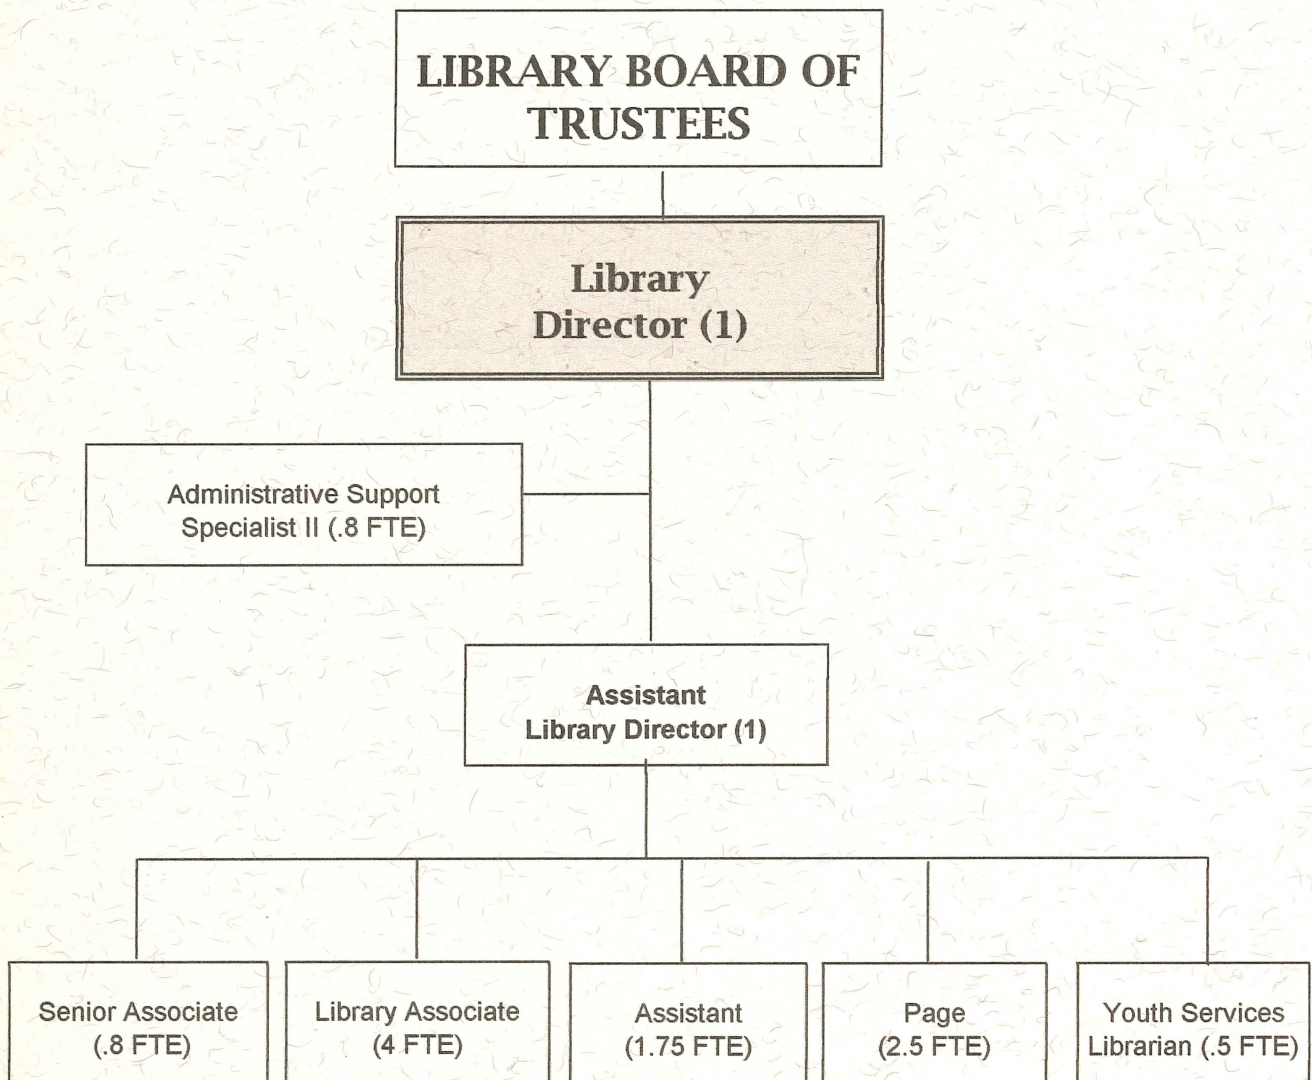 LIBRARY BOARD OF
TRUSTEES
Library
Director (1)
Administrative Support
Specialist II (.8 FTE)
Assistant
Library Director (1)
Senior Associate
(.8 FTE)
Library Associate
(4 FTE)
Assistant
(1.75 FTE)
Page
(2.5 FTE)
Youth Services
Librarian (.5 FTE)